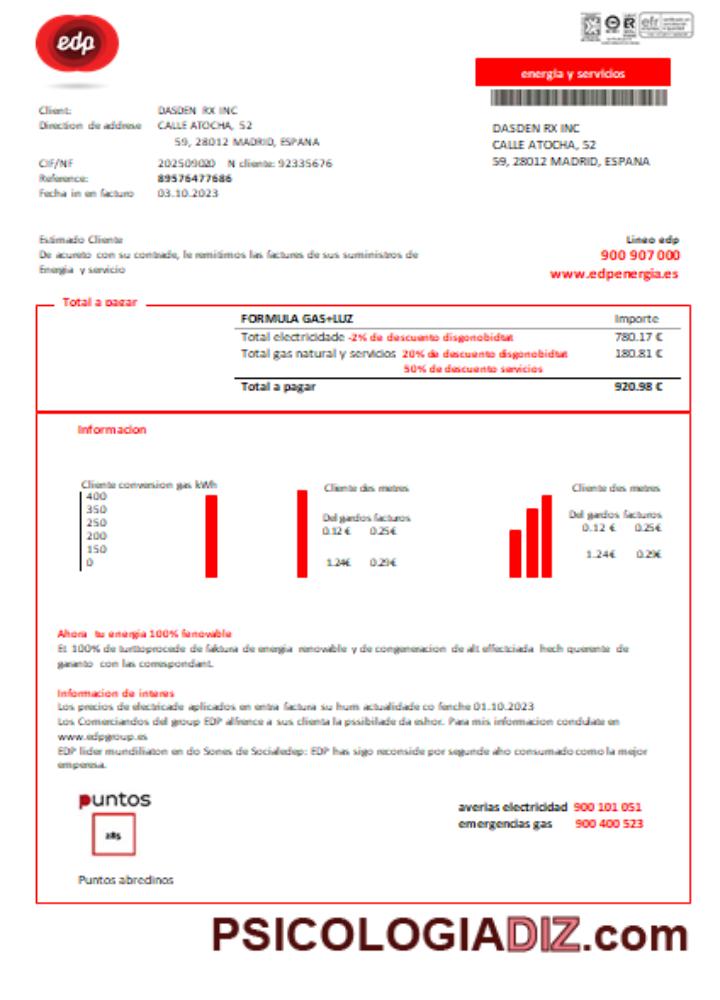 edp
efr
energia y servicios
Client: DASDEN RX INC
Direction de addrese CALLE ATOCHA, 52
59, 28012 MADRID, ESPANA
CIF/NF 202509020 N cliente: 92335676
Reference: 89576477686
Fecha in en facturo 03.10.2023
DASDEN RX INC
CALLE ATOCHA, 52
59, 28012 MADRID, ESPANA
Estimado Cliente
De acureto con su contrade, le remitimos las factures de sus suministros de
Energia y servicio
Lineo edp
900 907 000
www.edpenergia.es
Total a pagar
FORMULA GAS+LUZ Importe
Total electricidade -2% de descuento disgonobidtat 780.17 €
Total gas natural y servicios 20% de descuento disgonobidtat 180.81 €
50% de descuento servicios
Total a pagar 920.98 €
Informacion
Cliente conversion gas kWh
400
350
250
200
150
0
Cliente des metres
Del gardos facturos
0.12 € 0.25€
1.24€ 0.29€
Cliente des metres
Del gardos facturos
0.12 € 0.25€
1.24€ 0.29€
Ahora tu energia 100% fenovable
Et 100% de turttoprocede de faktura de energia renovable y de congeneracion de alt effectciada hech querente de
garanto con las correspondant.
Informacion de interes
Los precios de electricade aplicados en entra factura su hum actualidade co fenche 01.10.2023
Los Comerciandos del group EDP alfrence a sus clienta la pssibilade da eshor. Para mis informacion condulate en
www.edpgroup.es
EDP lider mundilliaton en do Sones de Socialedep: EDP has sigo reconside por segunde aho consumado como la mejor
emperesa.
puntos
285
Puntos abredinos
averias electricidad 900 101 051
emergencias gas 900 400 523
PSICOLOGIADIZ.com